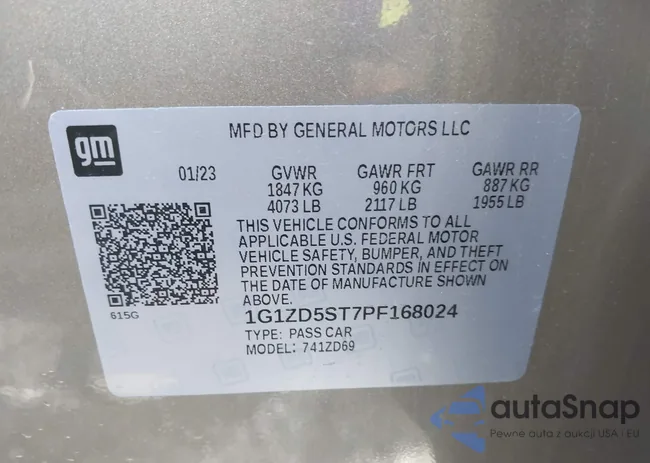 gm
MFD BY GENERAL MOTORS LLC
01/23 GVWR GAWR FRT GAWR RR
1847 KG 960 KG 887 KG
4073 LB 2117 LB 1955 LB
THIS VEHICLE CONFORMS TO ALL
APPLICABLE U.S. FEDERAL MOTOR
VEHICLE SAFETY, BUMPER, AND THEFT
PREVENTION STANDARDS IN EFFECT ON
THE DATE OF MANUFACTURE SHOWN
ABOVE.
615G
1G1ZD5ST7PF168024
TYPE: PASS CAR
MODEL: 741ZD69
autoSnap
Pewne auta z aukcji USA - EU